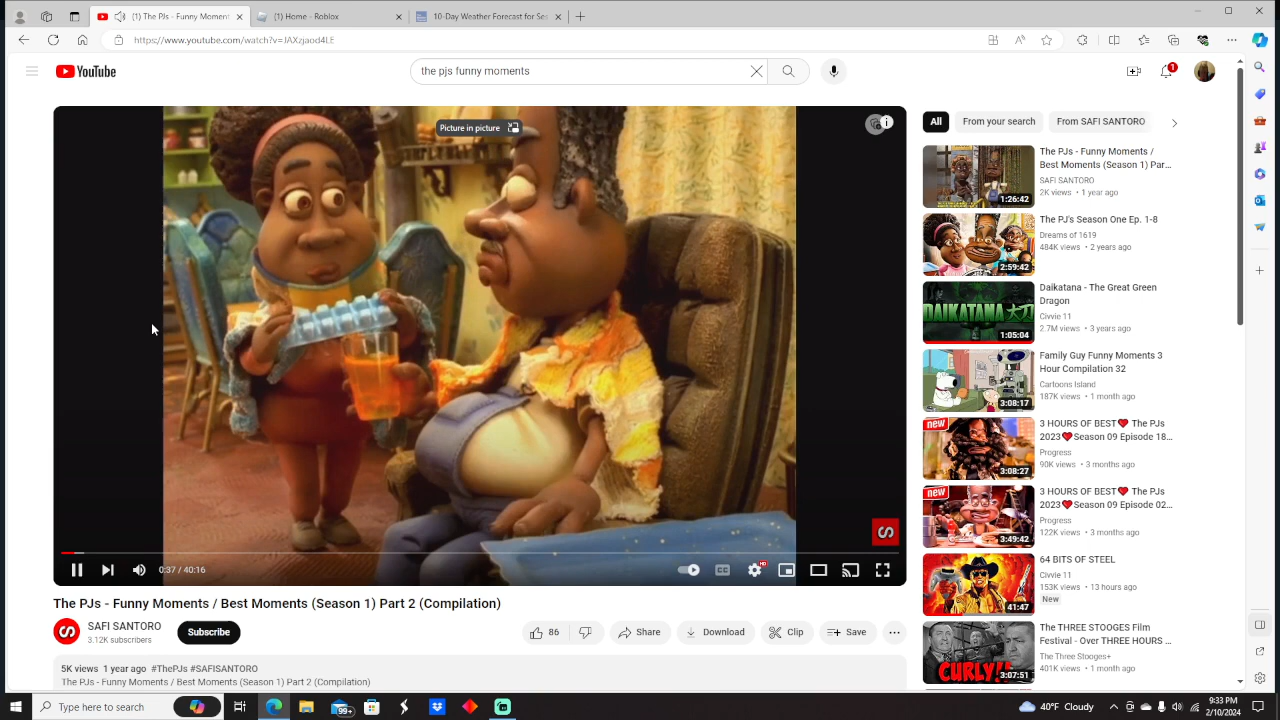 The PJs - Funny Moment
(1) Home - Roblox
10-Day Weather Forecast for Ses
https://www.youtube.com/watch?v=JAXzjaod4LE
YouTube
the pjs funny moments
1
Picture in picture
0:37 / 40:16
CC
HD
The PJs - Funny Moments / Best Moments (Season 1) Part 2 (Compilation)
SAFI SANTORO
3.12K subscribers
Subscribe
86
Share
Download
Clip
Save
5K views 1 year ago #ThePJs #SAFISANTORO
The PJs - Funny Moments / Best Moments (Season 1) Part 2 (Compilation)
All
From your search
From SAFI SANTORO
The PJs - Funny Moments /
Best Moments (Season 1) Par...
SAFI SANTORO
2K views • 1 year ago
1:26:42
The PJ's Season One Ep. 1-8
Dreams of 1619
484K views • 2 years ago
2:59:42
Daikatana - The Great Green
Dragon
Civvie 11
2.7M views • 3 years ago
DAIKATANA 大刀
1:05:04
Family Guy Funny Moments 3
Hour Compilation 32
Cartoons Island
187K views • 1 month ago
3:08:17
new
3 HOURS OF BEST❤️ The PJs
2023❤️Season 09 Episode 18...
Progress
90K views • 3 months ago
3:08:27
new
3 HOURS OF BEST❤️ The PJs
2023❤️Season 09 Episode 02...
Progress
122K views • 3 months ago
3:49:42
64 BITS OF STEEL
Civvie 11
153K views • 13 hours ago
New
41:47
The THREE STOOGES Film
Festival - Over THREE HOURS ...
The Three Stooges+
401K views • 1 month ago
CURLY!!
3:07:51
Type here to search
99+
40°F Cloudy
9:33 PM
2/10/2024